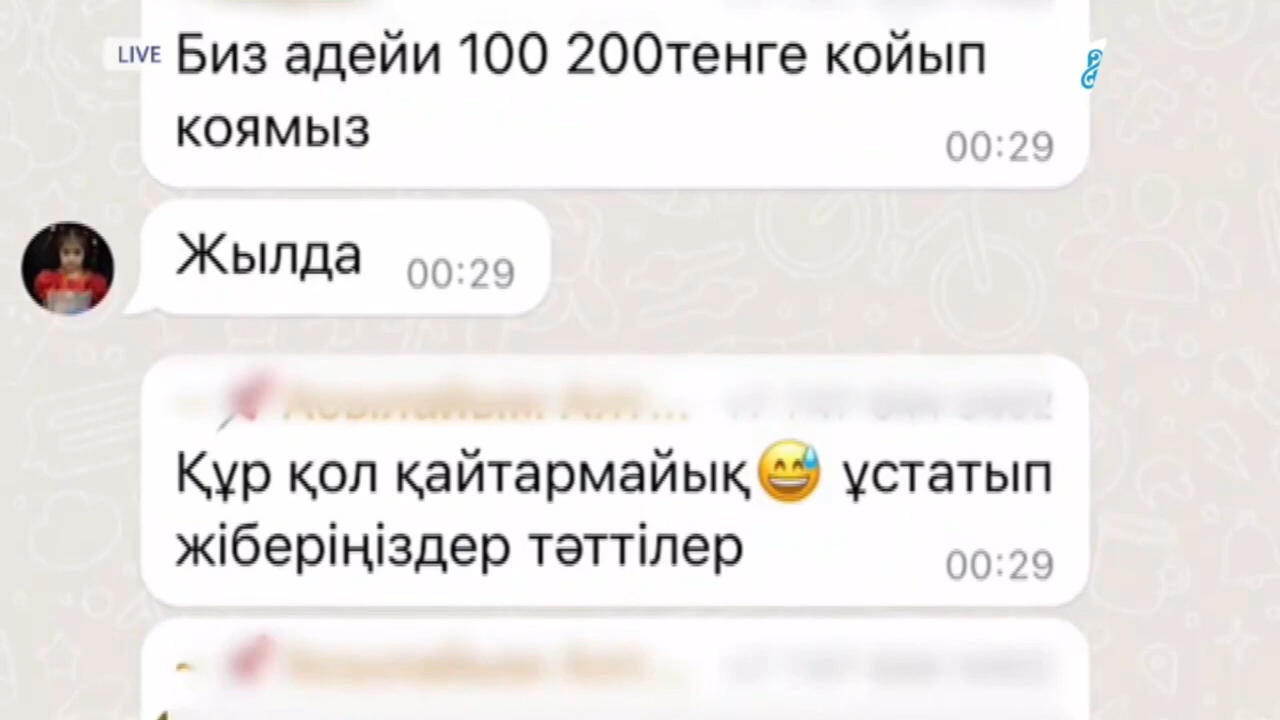 LIVE
Биз адейи 100 200тенге койып
коямыз
00:29
Жылда
00:29
Құр қол қайтармайық😅 ұстатып
жіберіңіздер тәттілер
00:29